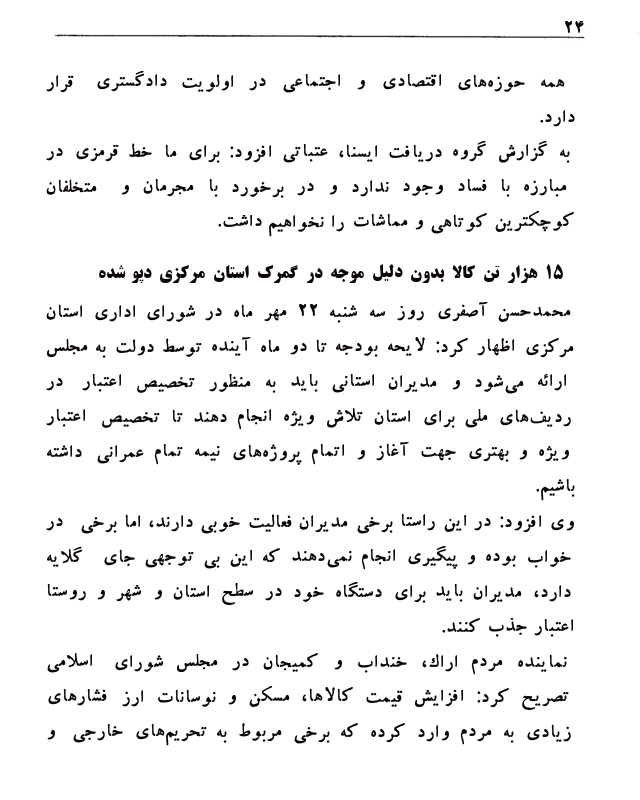 ۲۴
همه حوزه‌های اقتصادی و اجتماعی در اولویت دادگستری قرار
دارد.
به گزارش گروه دریافت ایسنا، عتباتی افزود: برای ما خط قرمزی در
مبارزه با فساد وجود ندارد و در برخورد با مجرمان و متخلفان
کوچکترین کوتاهی و مماشات را نخواهیم داشت.
۱۵ هزار تن کالا بدون دلیل موجه در گمرک استان مرکزی دپو شده
محمدحسن آصفری روز سه شنبه ۲۲ مهر ماه در شورای اداری استان
مرکزی اظهار کرد: لایحه بودجه تا دو ماه آینده توسط دولت به مجلس
ارائه می‌شود و مدیران استانی باید به منظور تخصیص اعتبار در
ردیف‌های ملی برای استان تلاش ویژه انجام دهند تا تخصیص اعتبار
ویژه و بهتری جهت آغاز و اتمام پروژه‌های نیمه تمام عمرانی داشته
باشیم.
وی افزود: در این راستا برخی مدیران فعالیت خوبی دارند، اما برخی در
خواب بوده و پیگیری انجام نمی‌دهند که این بی توجهی جای گلایه
دارد، مدیران باید برای دستگاه خود در سطح استان و شهر و روستا
اعتبار جذب کنند.
نماینده مردم اراك، خنداب و کمیجان در مجلس شورای اسلامی
تصریح کرد: افزایش قیمت کالاها، مسکن و نوسانات ارز فشارهای
زیادی به مردم وارد کرده که برخی مربوط به تحریم‌های خارجی و